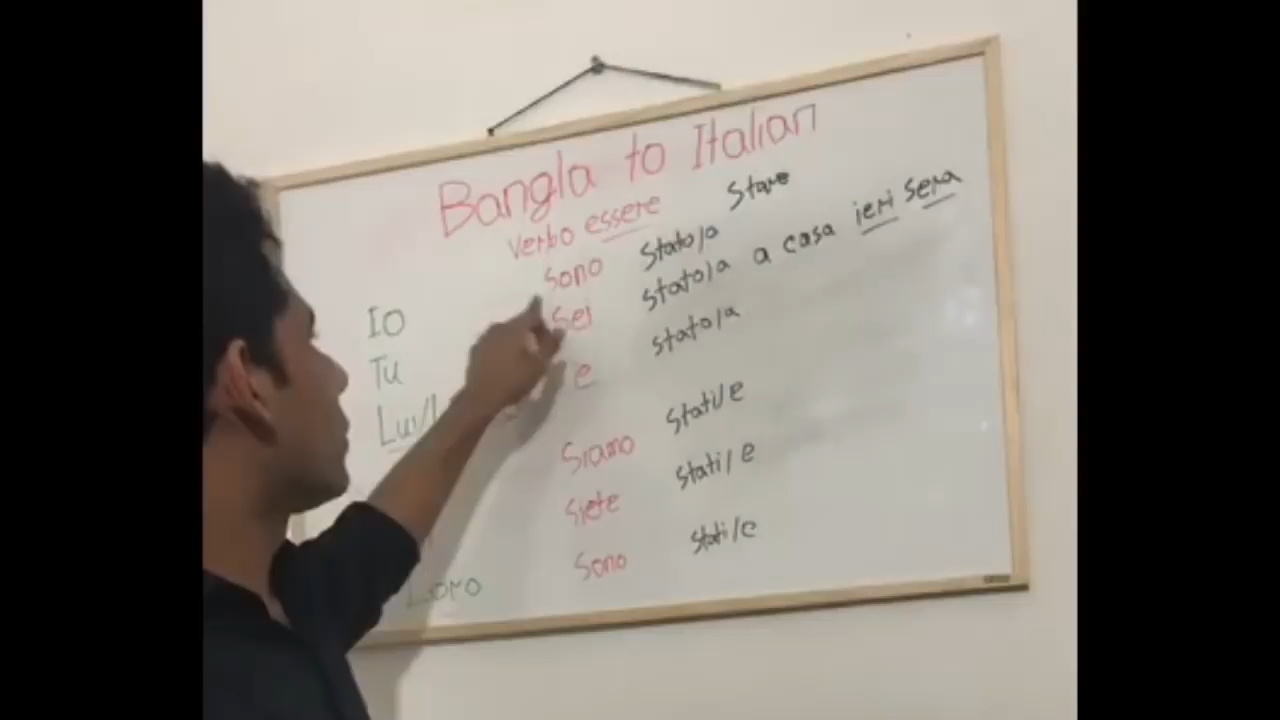 Bangla to Italian
verbo essere stare
Io sono stato/a
Tu sei stato/a a casa ieri sera
Lui/ e stato/a
siamo stati/e
siete stati/e
Loro sono stati/e